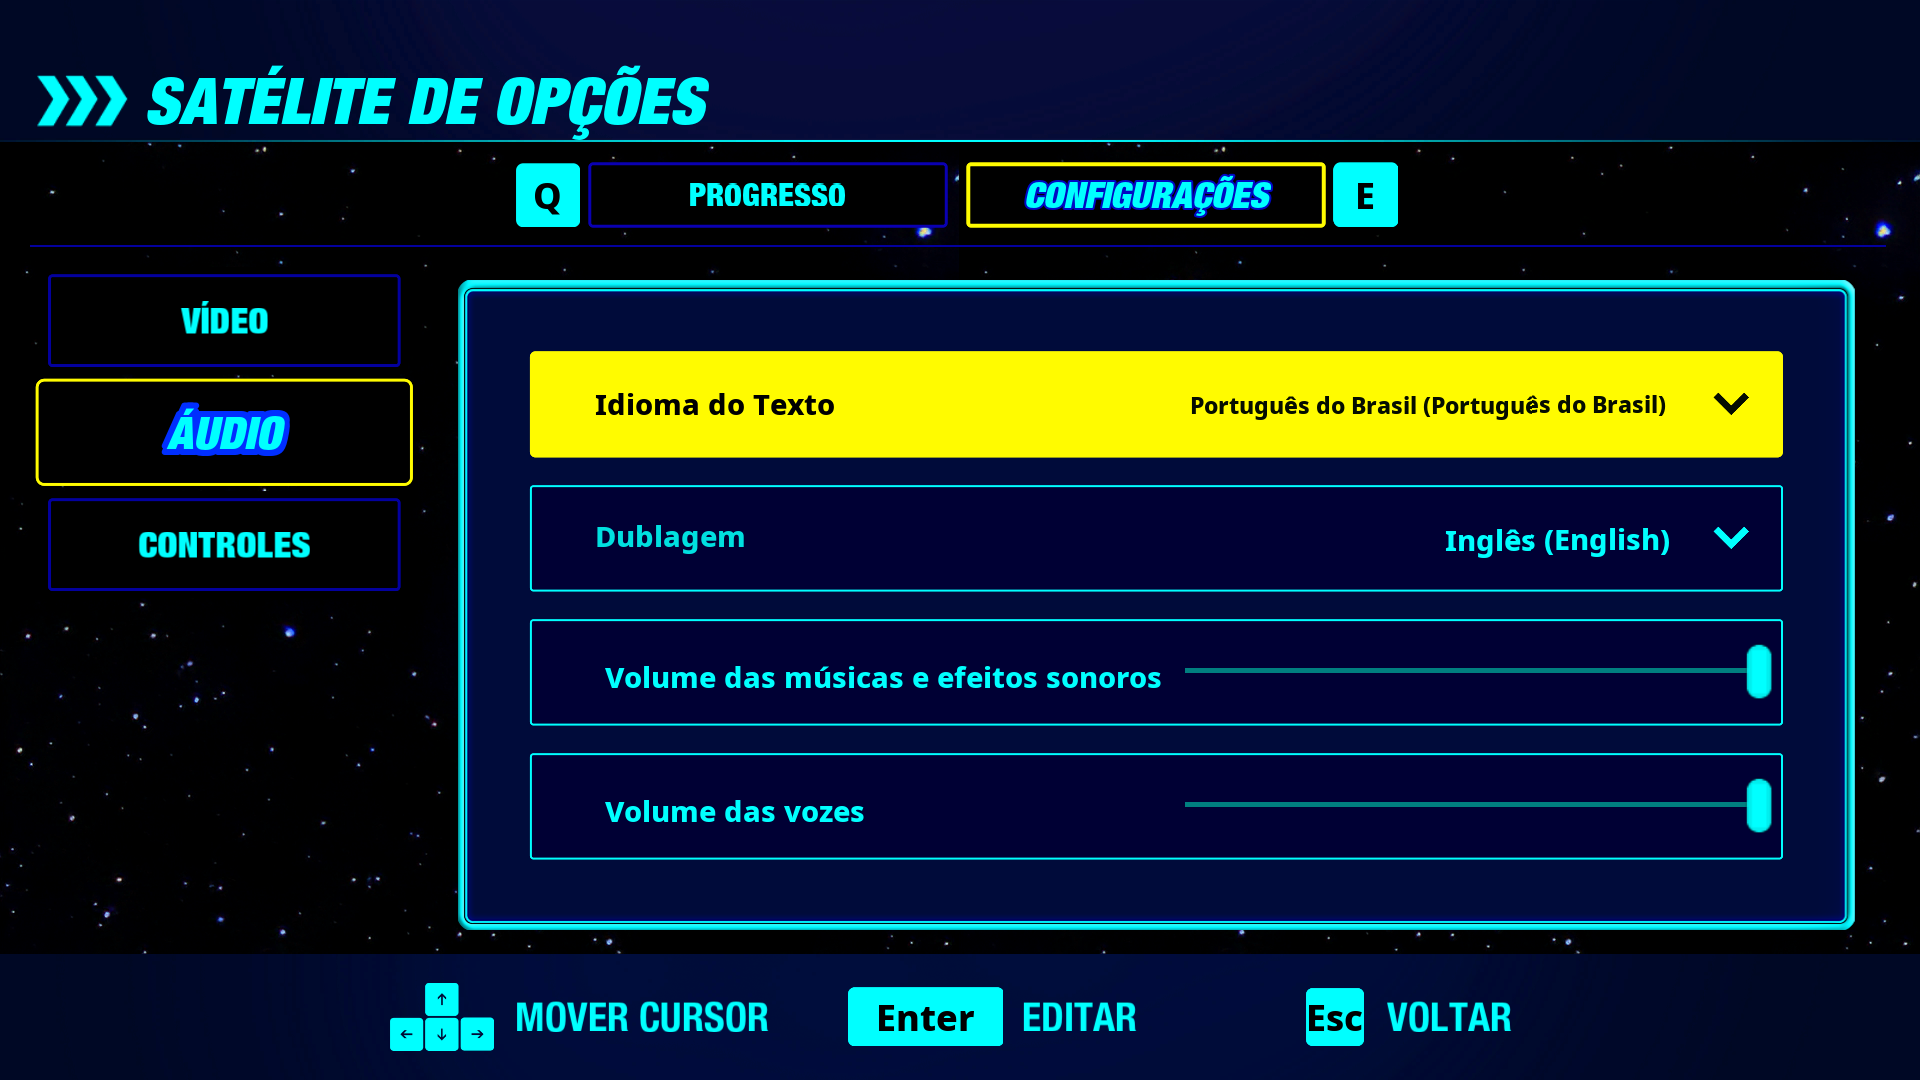 SATÉLITE DE OPÇÕES
Q PROGRESSO CONFIGURAÇÕES E
VÍDEO
ÁUDIO
CONTROLES
Idioma do Texto Português do Brasil (Português do Brasil)
Dublagem Inglês (English)
Volume das músicas e efeitos sonoros
Volume das vozes
↑ ← ↓ → MOVER CURSOR Enter EDITAR Esc VOLTAR